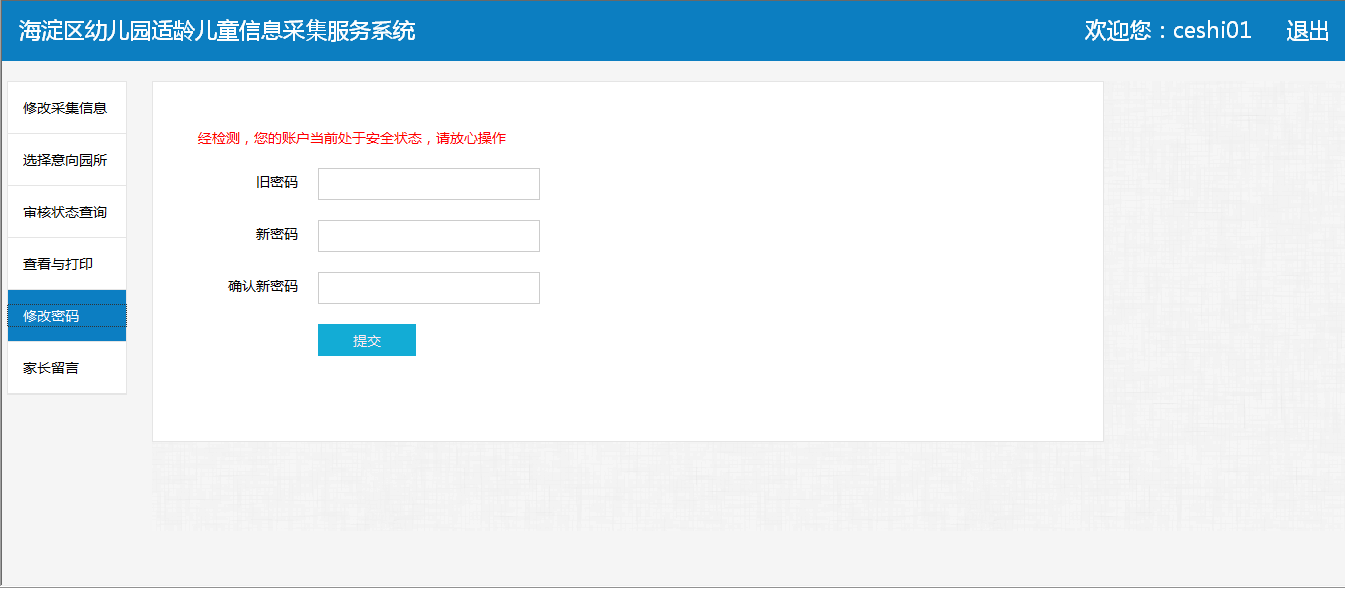 海淀区幼儿园适龄儿童信息采集服务系统
欢迎您：ceshi01 退出
修改采集信息
选择意向园所
审核状态查询
查看与打印
修改密码
家长留言
经检测，您的账户当前处于安全状态，请放心操作
旧密码
新密码
确认新密码
提交